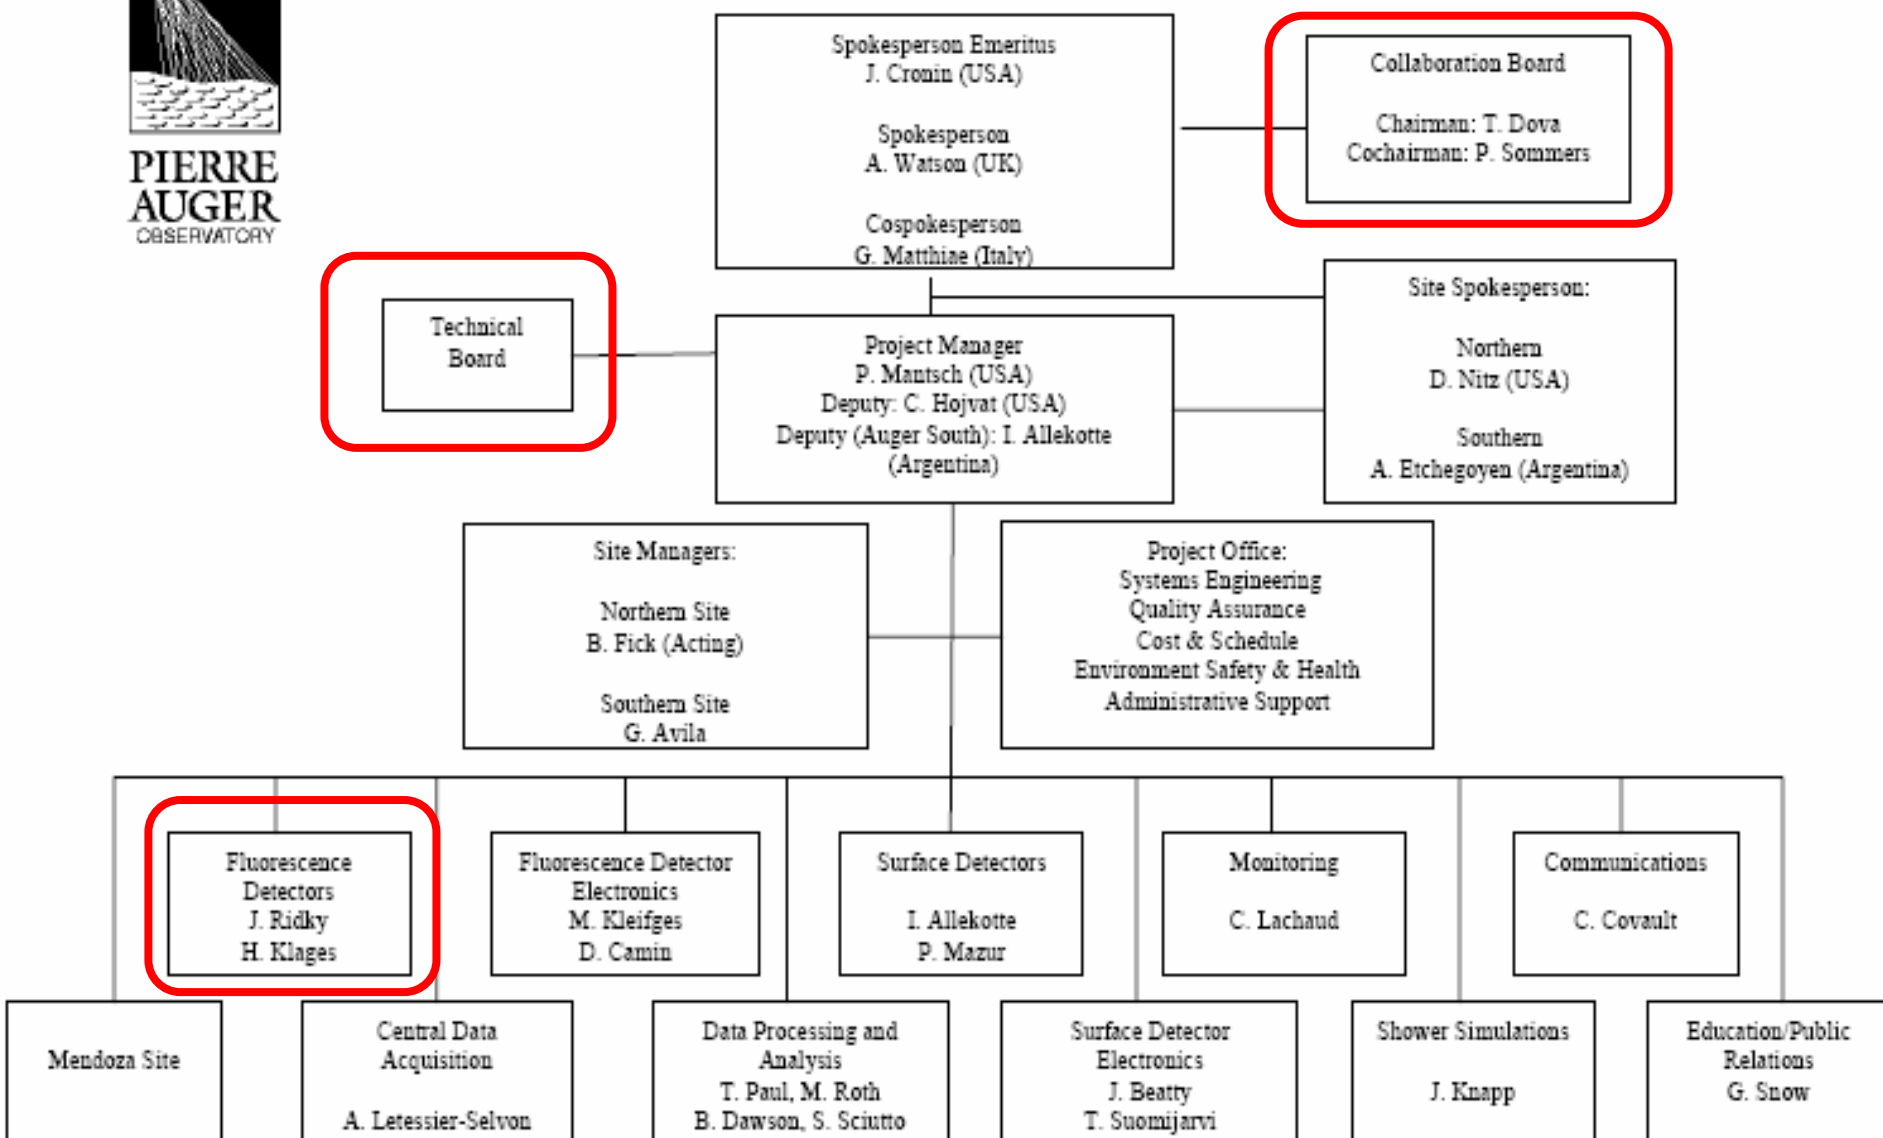 PIERRE
AUGER
OBSERVATORY
Spokesperson Emeritus
J. Cronin (USA)
Spokesperson
A. Watson (UK)
Cospokesperson
G. Matthiae (Italy)
Collaboration Board
Chairman: T. Dova
Cochairman: P. Sommers
Technical
Board
Project Manager
P. Mantsch (USA)
Deputy: C. Hojvat (USA)
Deputy (Auger South): I. Allekotte
(Argentina)
Site Spokesperson:
Northern
D. Nitz (USA)
Southern
A. Etchegoyen (Argentina)
Site Managers:
Northern Site
B. Fick (Acting)
Southern Site
G. Avila
Project Office:
Systems Engineering
Quality Assurance
Cost & Schedule
Environment Safety & Health
Administrative Support
Fluorescence
Detectors
J. Ridky
H. Klages
Fluorescence Detector
Electronics
M. Kleifges
D. Camin
Surface Detectors
I. Allekotte
P. Mazur
Monitoring
C. Lachaud
Communications
C. Covault
Mendoza Site
Central Data
Acquisition
A. Letessier-Selvon
Data Processing and
Analysis
T. Paul, M. Roth
B. Dawson, S. Sciutto
Surface Detector
Electronics
J. Beatty
T. Suomijarvi
Shower Simulations
J. Knapp
Education/Public
Relations
G. Snow